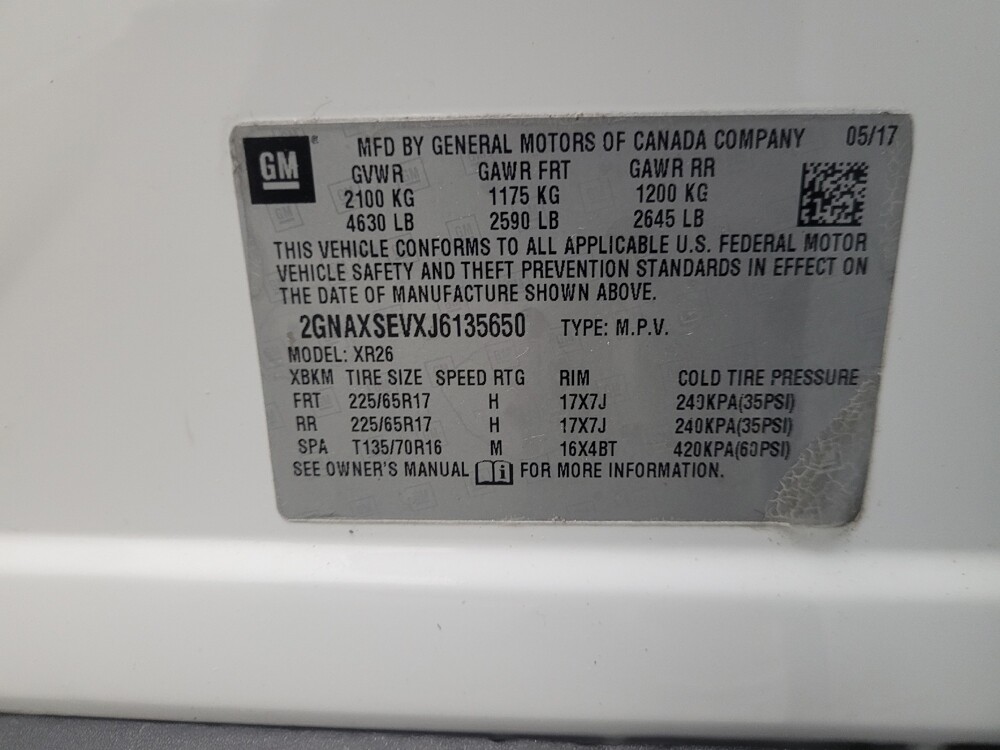 GM
MFD BY GENERAL MOTORS OF CANADA COMPANY 05/17
GVWR GAWR FRT GAWR RR
2100 KG 1175 KG 1200 KG
4630 LB 2590 LB 2645 LB
THIS VEHICLE CONFORMS TO ALL APPLICABLE U.S. FEDERAL MOTOR
VEHICLE SAFETY AND THEFT PREVENTION STANDARDS IN EFFECT ON
THE DATE OF MANUFACTURE SHOWN ABOVE.
2GNAXSEVXJ6135650 TYPE: M.P.V.
MODEL: XR26
XBKM TIRE SIZE SPEED RTG RIM COLD TIRE PRESSURE
FRT 225/65R17 H 17X7J 240KPA(35PSI)
RR 225/65R17 H 17X7J 240KPA(35PSI)
SPA T135/70R16 M 16X4BT 420KPA(60PSI)
SEE OWNER'S MANUAL i FOR MORE INFORMATION.